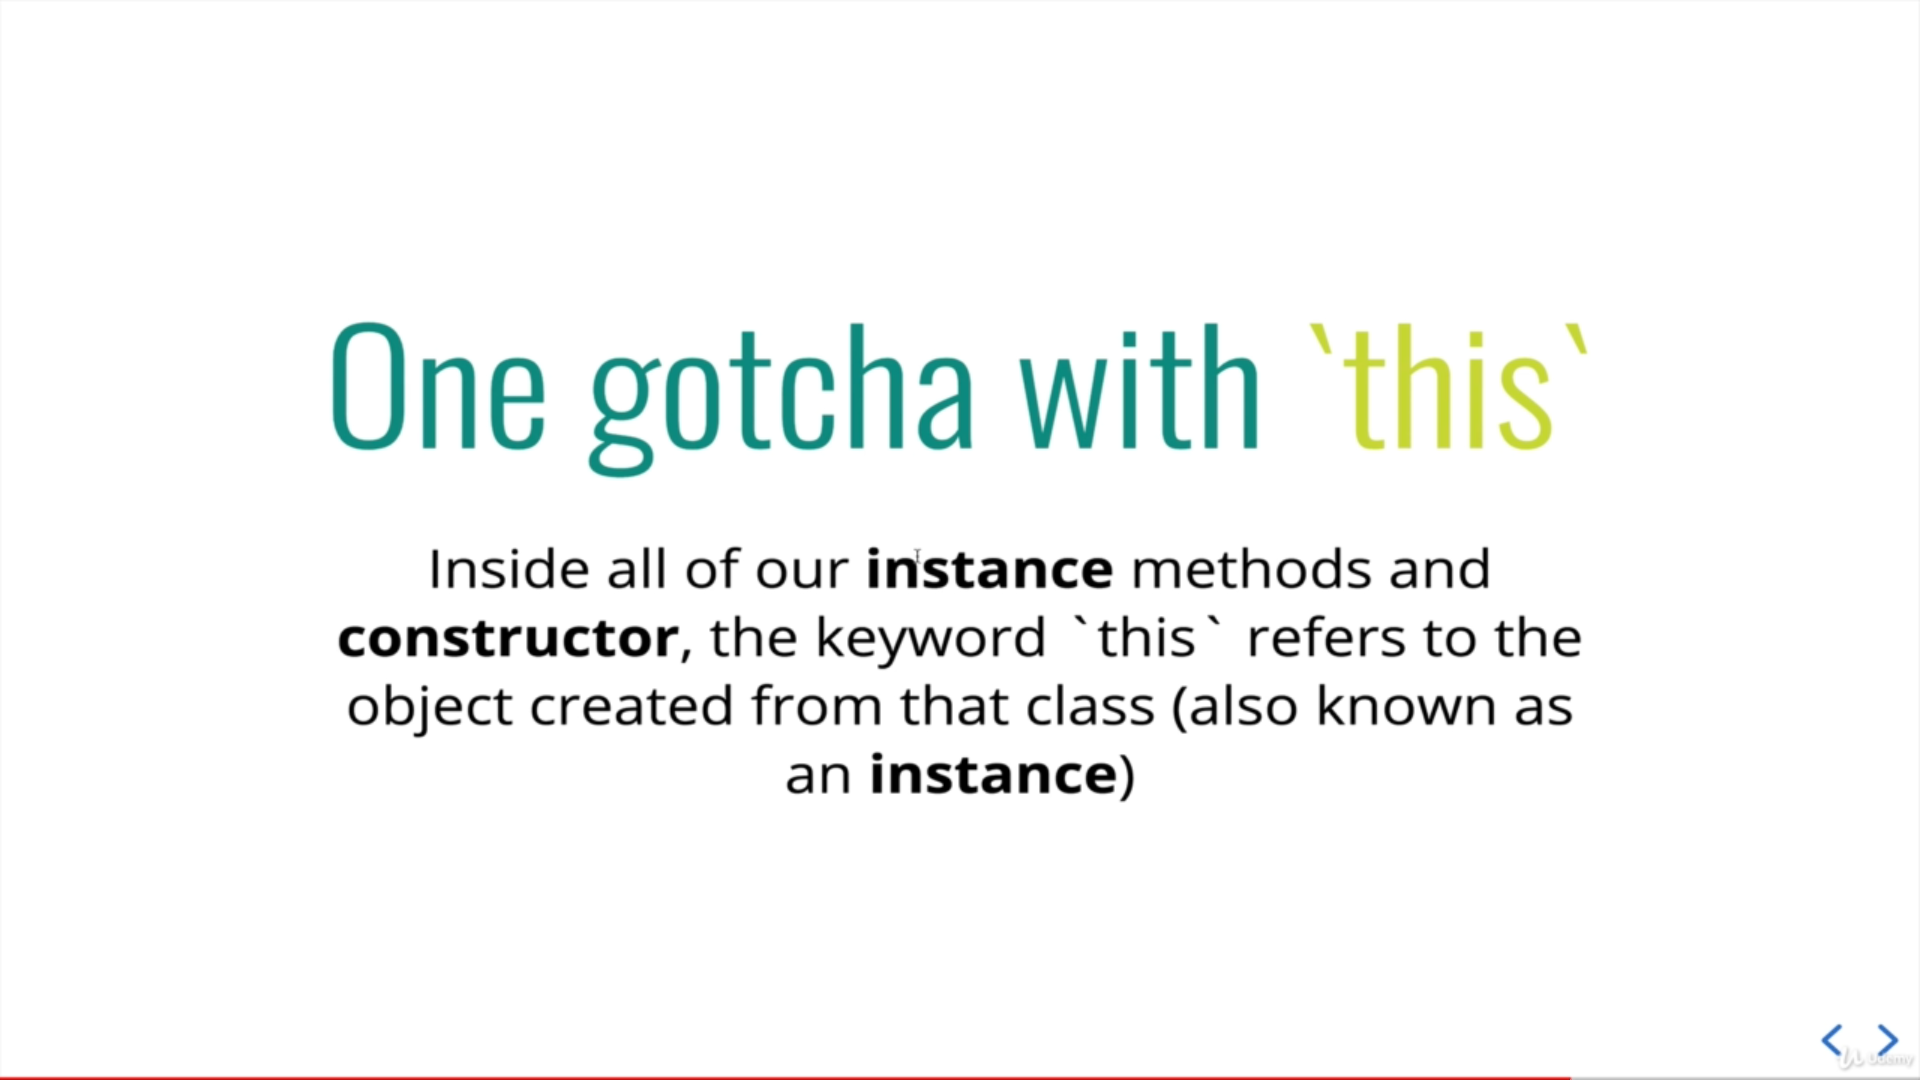 One gotcha with `this`
Inside all of our instance methods and
constructor, the keyword `this` refers to the
object created from that class (also known as
an instance)
Udemy